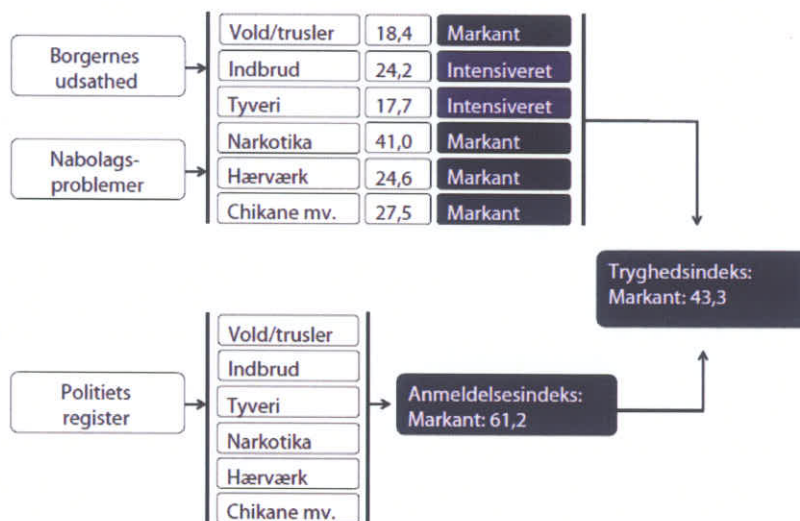 Borgernes
udsathed
Nabolags-
problemer
Vold/trusler 18,4 Markant
Indbrud 24,2 Intensiveret
Tyveri 17,7 Intensiveret
Narkotika 41,0 Markant
Hærværk 24,6 Markant
Chikane mv. 27,5 Markant
Tryghedsindeks:
Markant: 43,3
Politiets
register
Vold/trusler
Indbrud
Tyveri
Narkotika
Hærværk
Chikane mv.
Anmeldelsesindeks:
Markant: 61,2